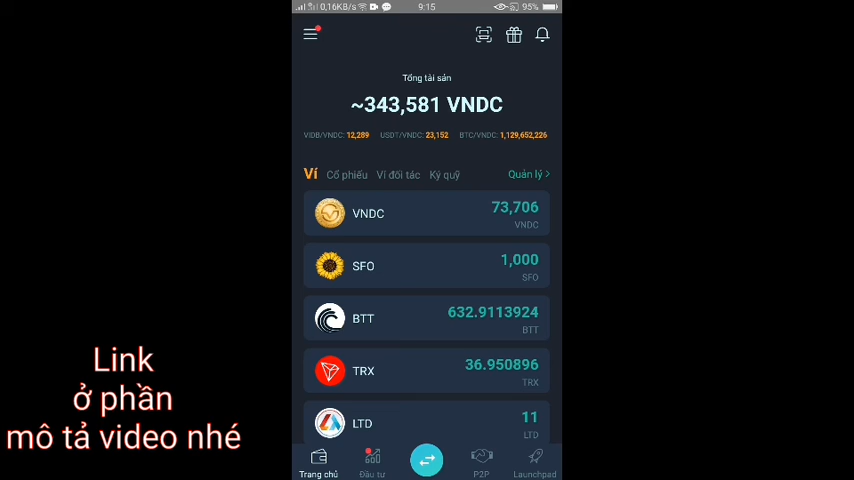 0,16KB/s 9:15 95%
Tổng tài sản
~343,581 VNDC
VIDB/VNDC: 12,289 USDT/VNDC: 23,152 BTC/VNDC: 1,129,652,226
Ví Cổ phiếu Ví đối tác Ký quỹ Quản lý >
VNDC 73,706
VNDC
SFO 1,000
SFO
BTT 632.9113924
BTT
TRX 36.950896
TRX
LTD 11
LTD
Trang chủ Đầu tư P2P Launchpad
Link
ở phần
mô tả video nhé